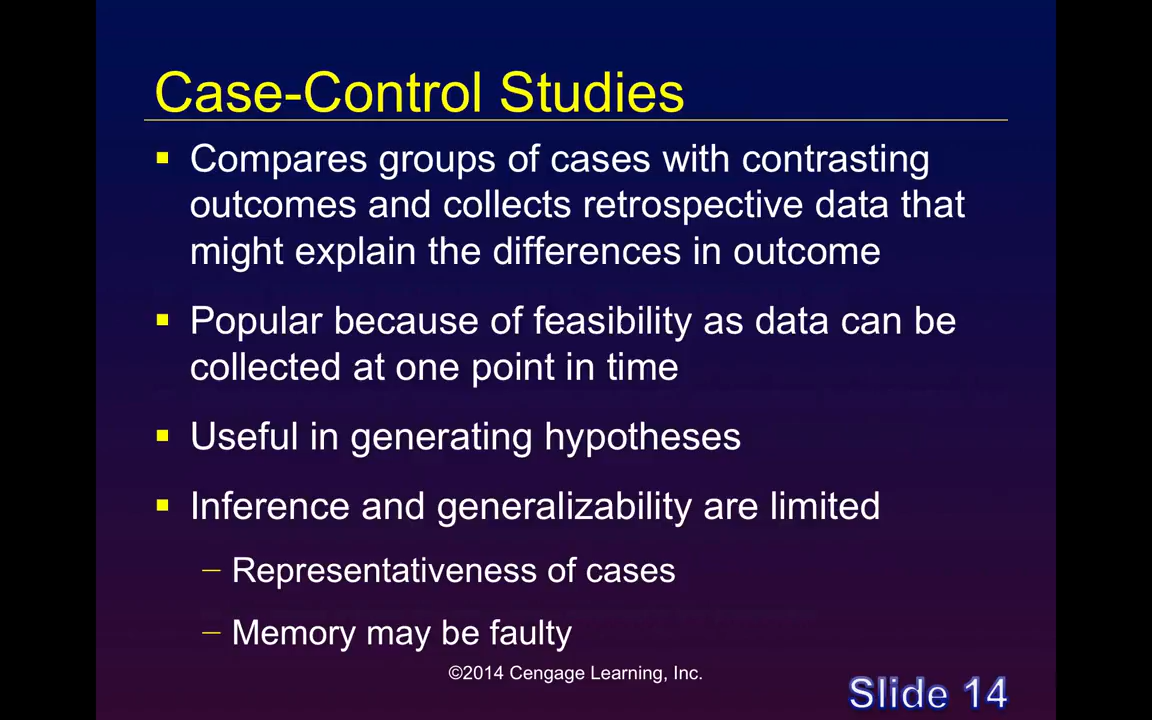 Case-Control Studies
▪ Compares groups of cases with contrasting
outcomes and collects retrospective data that
might explain the differences in outcome
▪ Popular because of feasibility as data can be
collected at one point in time
▪ Useful in generating hypotheses
▪ Inference and generalizability are limited
– Representativeness of cases
– Memory may be faulty
©2014 Cengage Learning, Inc.
Slide 14